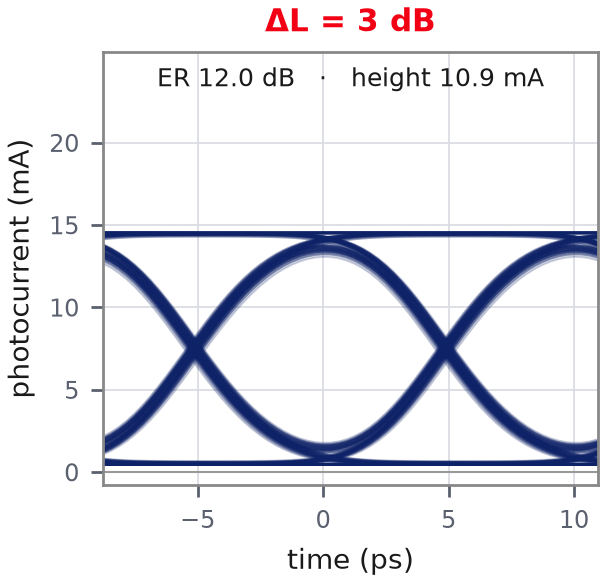 ΔL = 3 dB
ER 12.0 dB · height 10.9 mA
photocurrent (mA)
20
15
10
5
0
−5 0 5 10
time (ps)